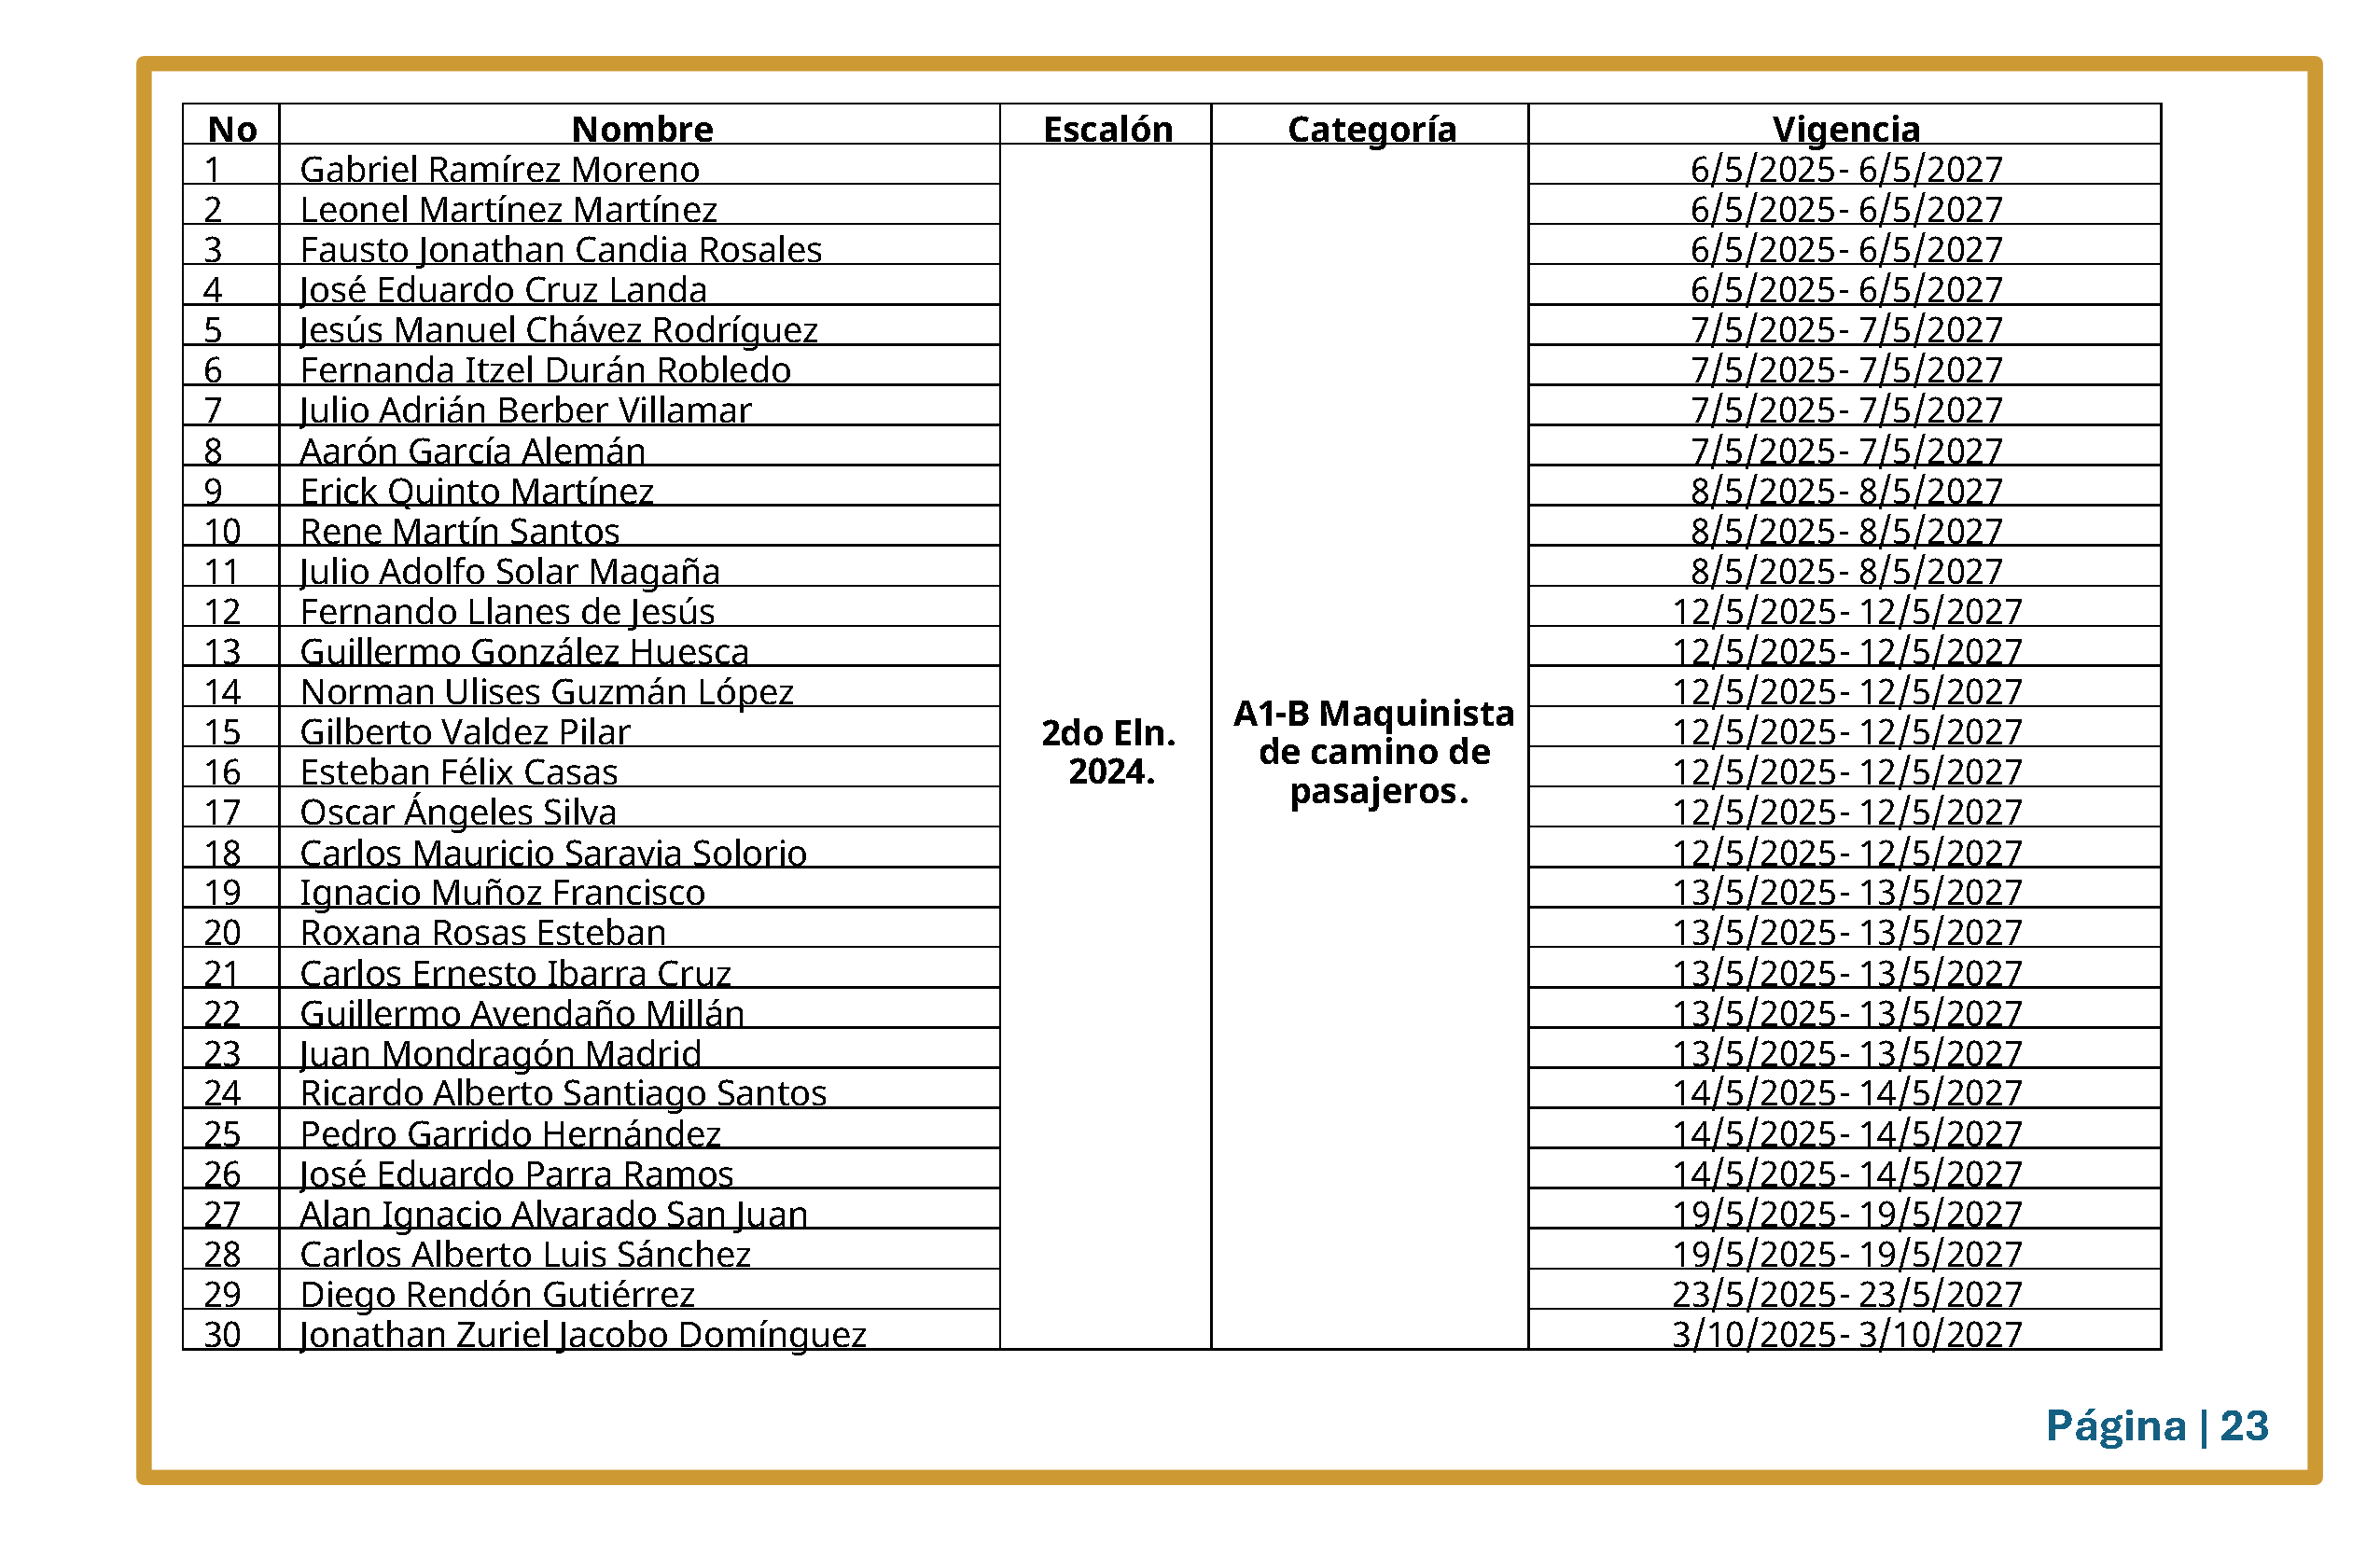 No Nombre Escalón Categoría Vigencia
1 Gabriel Ramírez Moreno 6/5/2025- 6/5/2027
2 Leonel Martínez Martínez 6/5/2025- 6/5/2027
3 Fausto Jonathan Candia Rosales 6/5/2025- 6/5/2027
4 José Eduardo Cruz Landa 6/5/2025- 6/5/2027
5 Jesús Manuel Chávez Rodríguez 7/5/2025- 7/5/2027
6 Fernanda Itzel Durán Robledo 7/5/2025- 7/5/2027
7 Julio Adrián Berber Villamar 7/5/2025- 7/5/2027
8 Aarón García Alemán 7/5/2025- 7/5/2027
9 Erick Quinto Martínez 8/5/2025- 8/5/2027
10 Rene Martín Santos 8/5/2025- 8/5/2027
11 Julio Adolfo Solar Magaña 8/5/2025- 8/5/2027
12 Fernando Llanes de Jesús 12/5/2025- 12/5/2027
13 Guillermo González Huesca 12/5/2025- 12/5/2027
14 Norman Ulises Guzmán López 12/5/2025- 12/5/2027
15 Gilberto Valdez Pilar 12/5/2025- 12/5/2027
16 Esteban Félix Casas 12/5/2025- 12/5/2027
17 Oscar Ángeles Silva 12/5/2025- 12/5/2027
18 Carlos Mauricio Saravia Solorio 12/5/2025- 12/5/2027
19 Ignacio Muñoz Francisco 13/5/2025- 13/5/2027
20 Roxana Rosas Esteban 13/5/2025- 13/5/2027
21 Carlos Ernesto Ibarra Cruz 13/5/2025- 13/5/2027
22 Guillermo Avendaño Millán 13/5/2025- 13/5/2027
23 Juan Mondragón Madrid 13/5/2025- 13/5/2027
24 Ricardo Alberto Santiago Santos 14/5/2025- 14/5/2027
25 Pedro Garrido Hernández 14/5/2025- 14/5/2027
26 José Eduardo Parra Ramos 14/5/2025- 14/5/2027
27 Alan Ignacio Alvarado San Juan 19/5/2025- 19/5/2027
28 Carlos Alberto Luis Sánchez 19/5/2025- 19/5/2027
29 Diego Rendón Gutiérrez 23/5/2025- 23/5/2027
30 Jonathan Zuriel Jacobo Domínguez 3/10/2025- 3/10/2027
2do Eln.
2024.
A1-B Maquinista
de camino de
pasajeros.
Página | 23